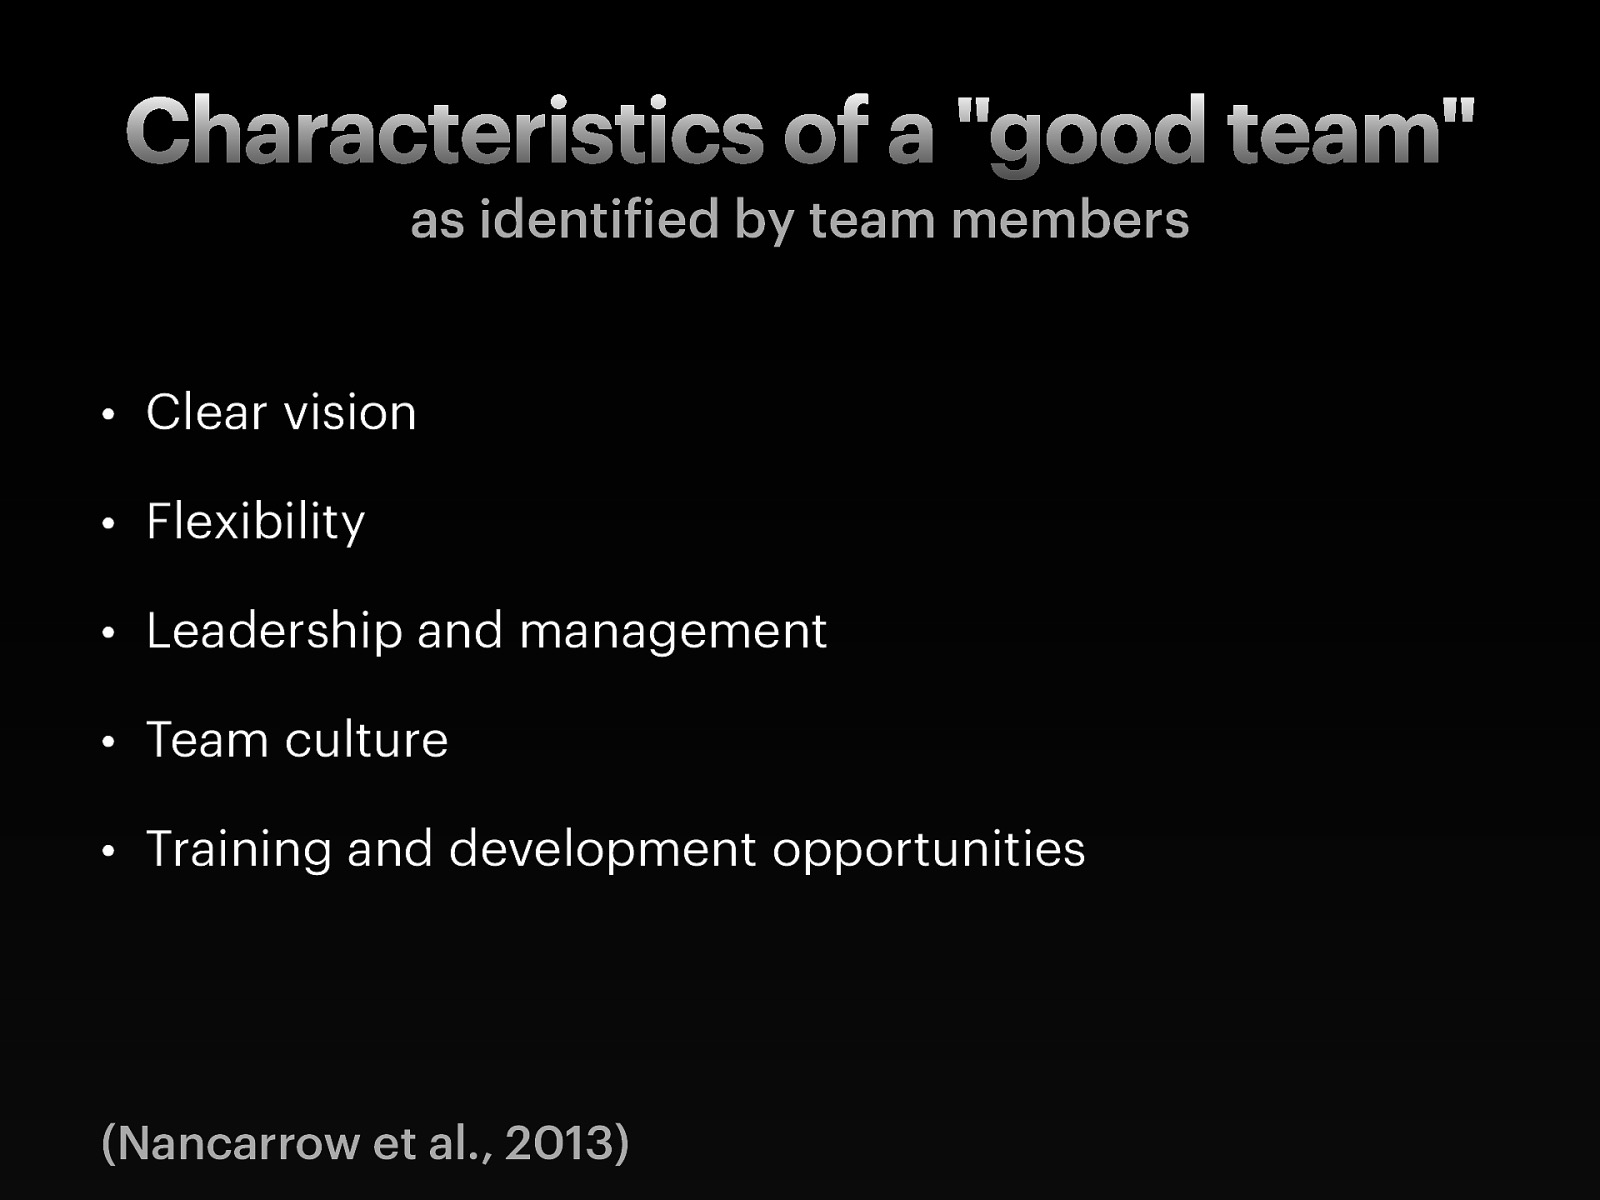 Characteristics of a "good team"
as identified by team members
• Clear vision
• Flexibility
• Leadership and management
• Team culture
• Training and development opportunities
(Nancarrow et al., 2013)